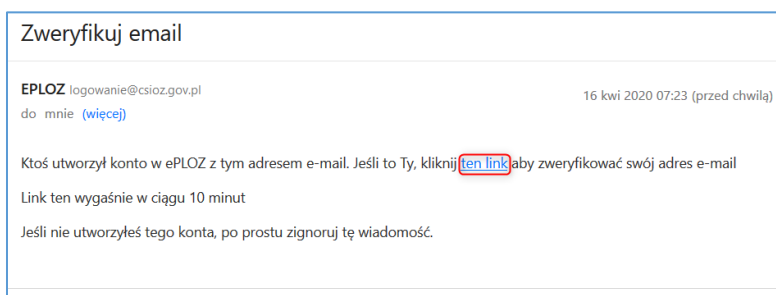 Zweryfikuj email
EPLOZ logowanie@csioz.gov.pl
16 kwi 2020 07:23 (przed chwilą)
do mnie (więcej)
Ktoś utworzył konto w ePLOZ z tym adresem e-mail. Jeśli to Ty, kliknij ten link aby zweryfikować swój adres e-mail
Link ten wygaśnie w ciągu 10 minut
Jeśli nie utworzyłeś tego konta, po prostu zignoruj tę wiadomość.